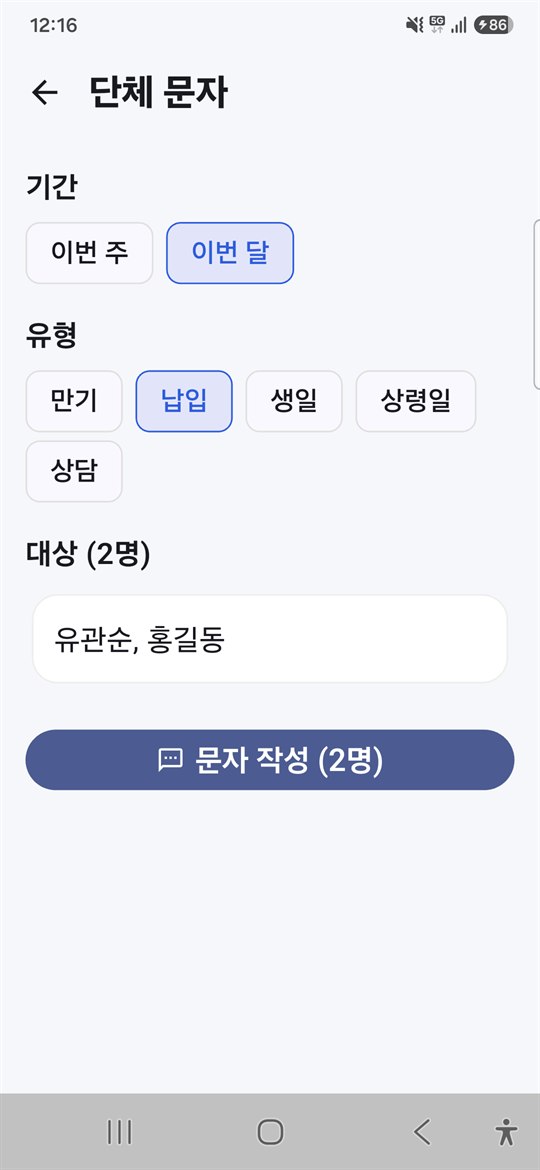 12:16 5G 86
단체 문자
기간
이번 주 이번 달
유형
만기 납입 생일 상령일
상담
대상 (2명)
유관순, 홍길동
문자 작성 (2명)